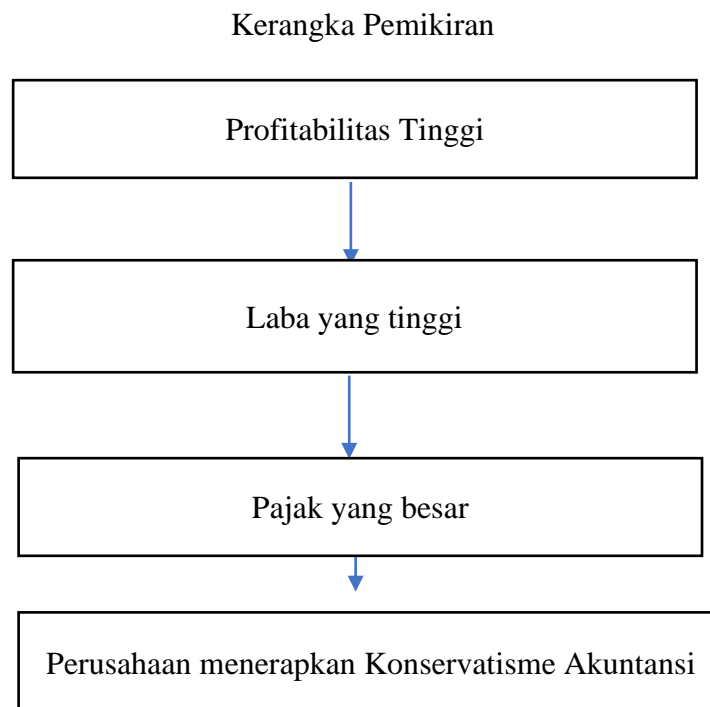 Kerangka Pemikiran
Profitabilitas Tinggi
Laba yang tinggi
Pajak yang besar
Perusahaan menerapkan Konservatisme Akuntansi